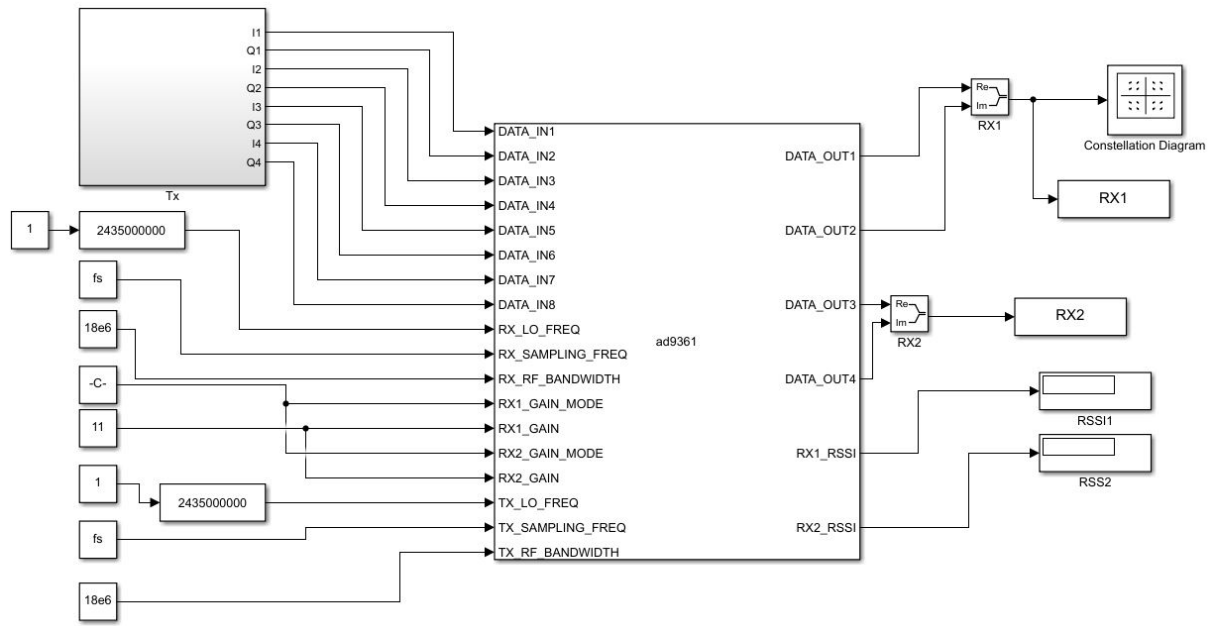 I1
Q1
I2
Q2
I3
Q3
I4
Q4
Tx
1
2435000000
fs
18e6
-C-
11
1
2435000000
fs
18e6
DATA_IN1
DATA_IN2
DATA_IN3
DATA_IN4
DATA_IN5
DATA_IN6
DATA_IN7
DATA_IN8
RX_LO_FREQ
RX_SAMPLING_FREQ
RX_RF_BANDWIDTH
RX1_GAIN_MODE
RX1_GAIN
RX2_GAIN_MODE
RX2_GAIN
TX_LO_FREQ
TX_SAMPLING_FREQ
TX_RF_BANDWIDTH
ad9361
DATA_OUT1
DATA_OUT2
DATA_OUT3
DATA_OUT4
RX1_RSSI
RX2_RSSI
Re
Im
RX1
Constellation Diagram
RX1
Re
Im
RX2
RX2
RSSI1
RSS2